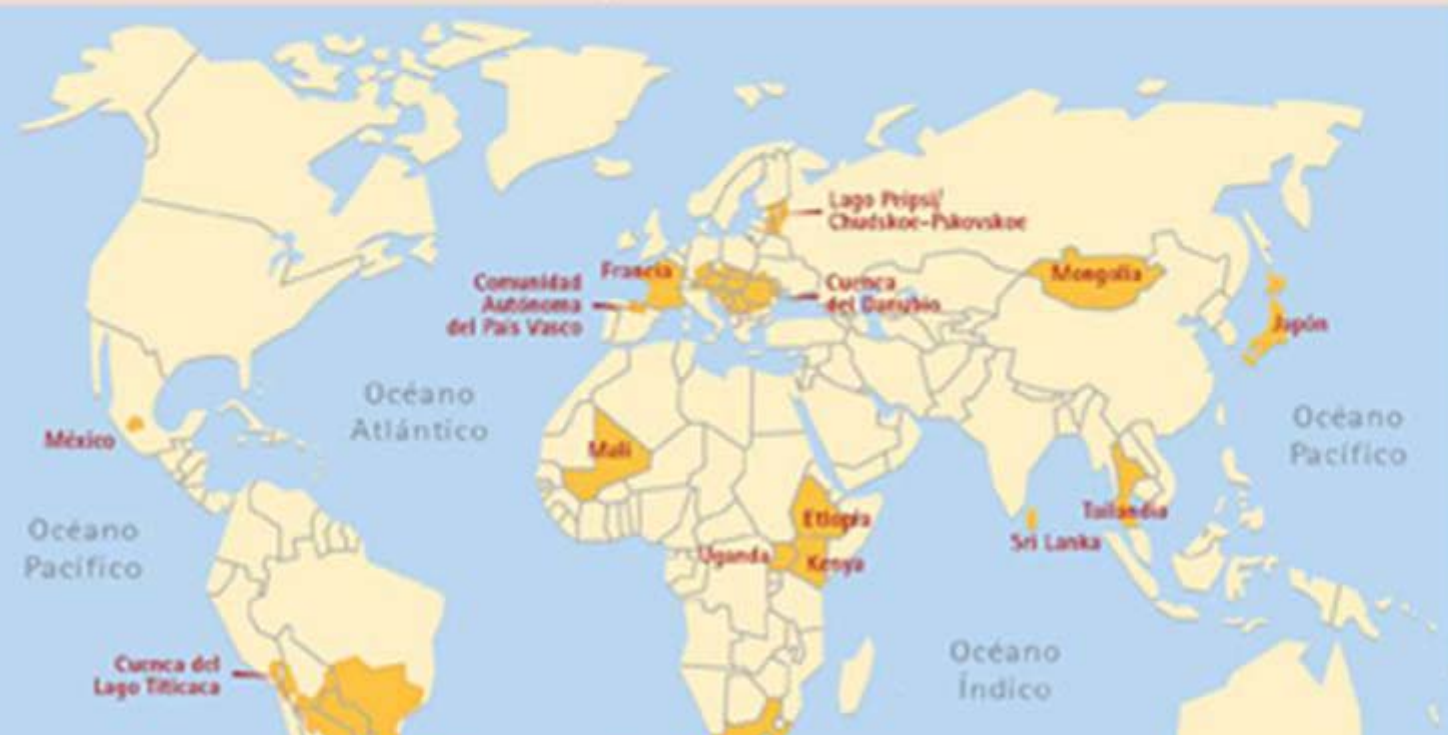 Lago Pripsi/
Chudskoe-Pskovskoe
Francia
Comunidad
Autónoma
del País Vasco
Cuenca
del Danubio
Mongolia
Japón
Océano
Atlántico
Océano
Pacífico
México
Malí
Etiopía
Uganda
Kenya
Tailandia
Sri Lanka
Océano
Pacífico
Océano
Índico
Cuenca del
Lago Titicaca